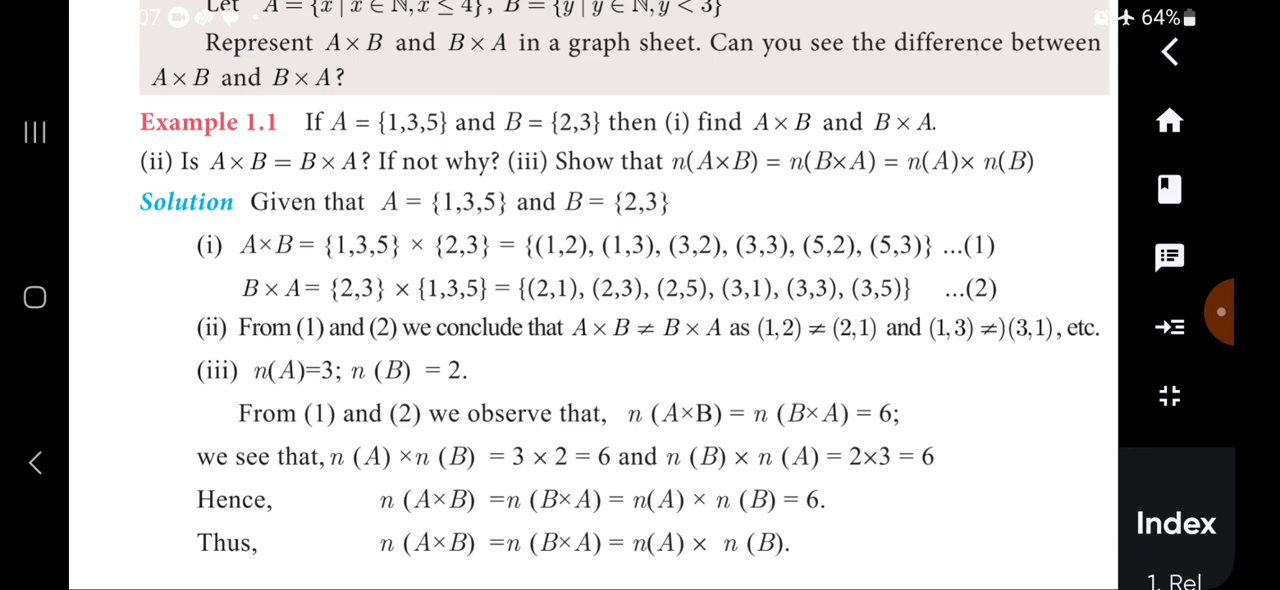 07
64%
Let A = {x | x ∈ ℕ, x ≤ 4}, B = {y | y ∈ ℕ, y < 3}
Represent A × B and B × A in a graph sheet. Can you see the difference between
A × B and B × A ?
Example 1.1 If A = {1,3,5} and B = {2,3} then (i) find A × B and B × A.
(ii) Is A × B = B × A? If not why? (iii) Show that n(A×B) = n(B×A) = n(A)× n(B)
Solution Given that A = {1,3,5} and B = {2,3}
(i) A×B = {1,3,5} × {2,3} = {(1,2), (1,3), (3,2), (3,3), (5,2), (5,3)} ...(1)
B × A = {2,3} × {1,3,5} = {(2,1), (2,3), (2,5), (3,1), (3,3), (3,5)} ...(2)
(ii) From (1) and (2) we conclude that A × B ≠ B × A as (1,2) ≠ (2,1) and (1,3) ≠)(3,1), etc.
(iii) n(A)=3; n (B) = 2.
From (1) and (2) we observe that, n (A×B) = n (B×A) = 6;
we see that, n (A) ×n (B) = 3 × 2 = 6 and n (B) × n (A) = 2×3 = 6
Hence, n (A×B) =n (B×A) = n(A) × n (B) = 6.
Thus, n (A×B) =n (B×A) = n(A) × n (B).
Index
1. Rel